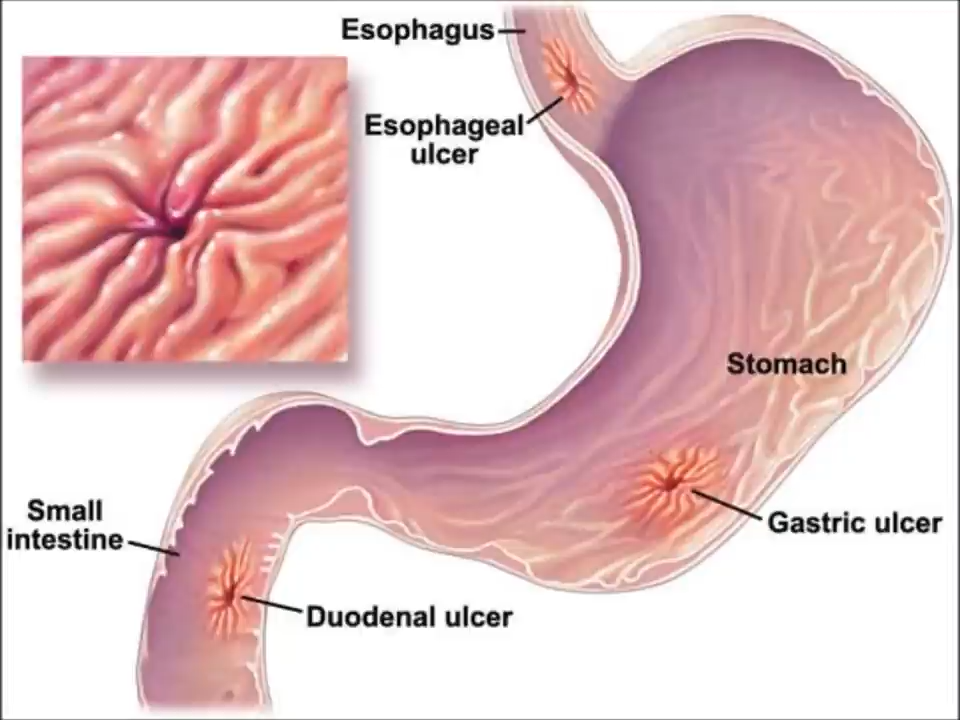 Esophagus
Esophageal
ulcer
Stomach
Gastric ulcer
Small
intestine
Duodenal ulcer